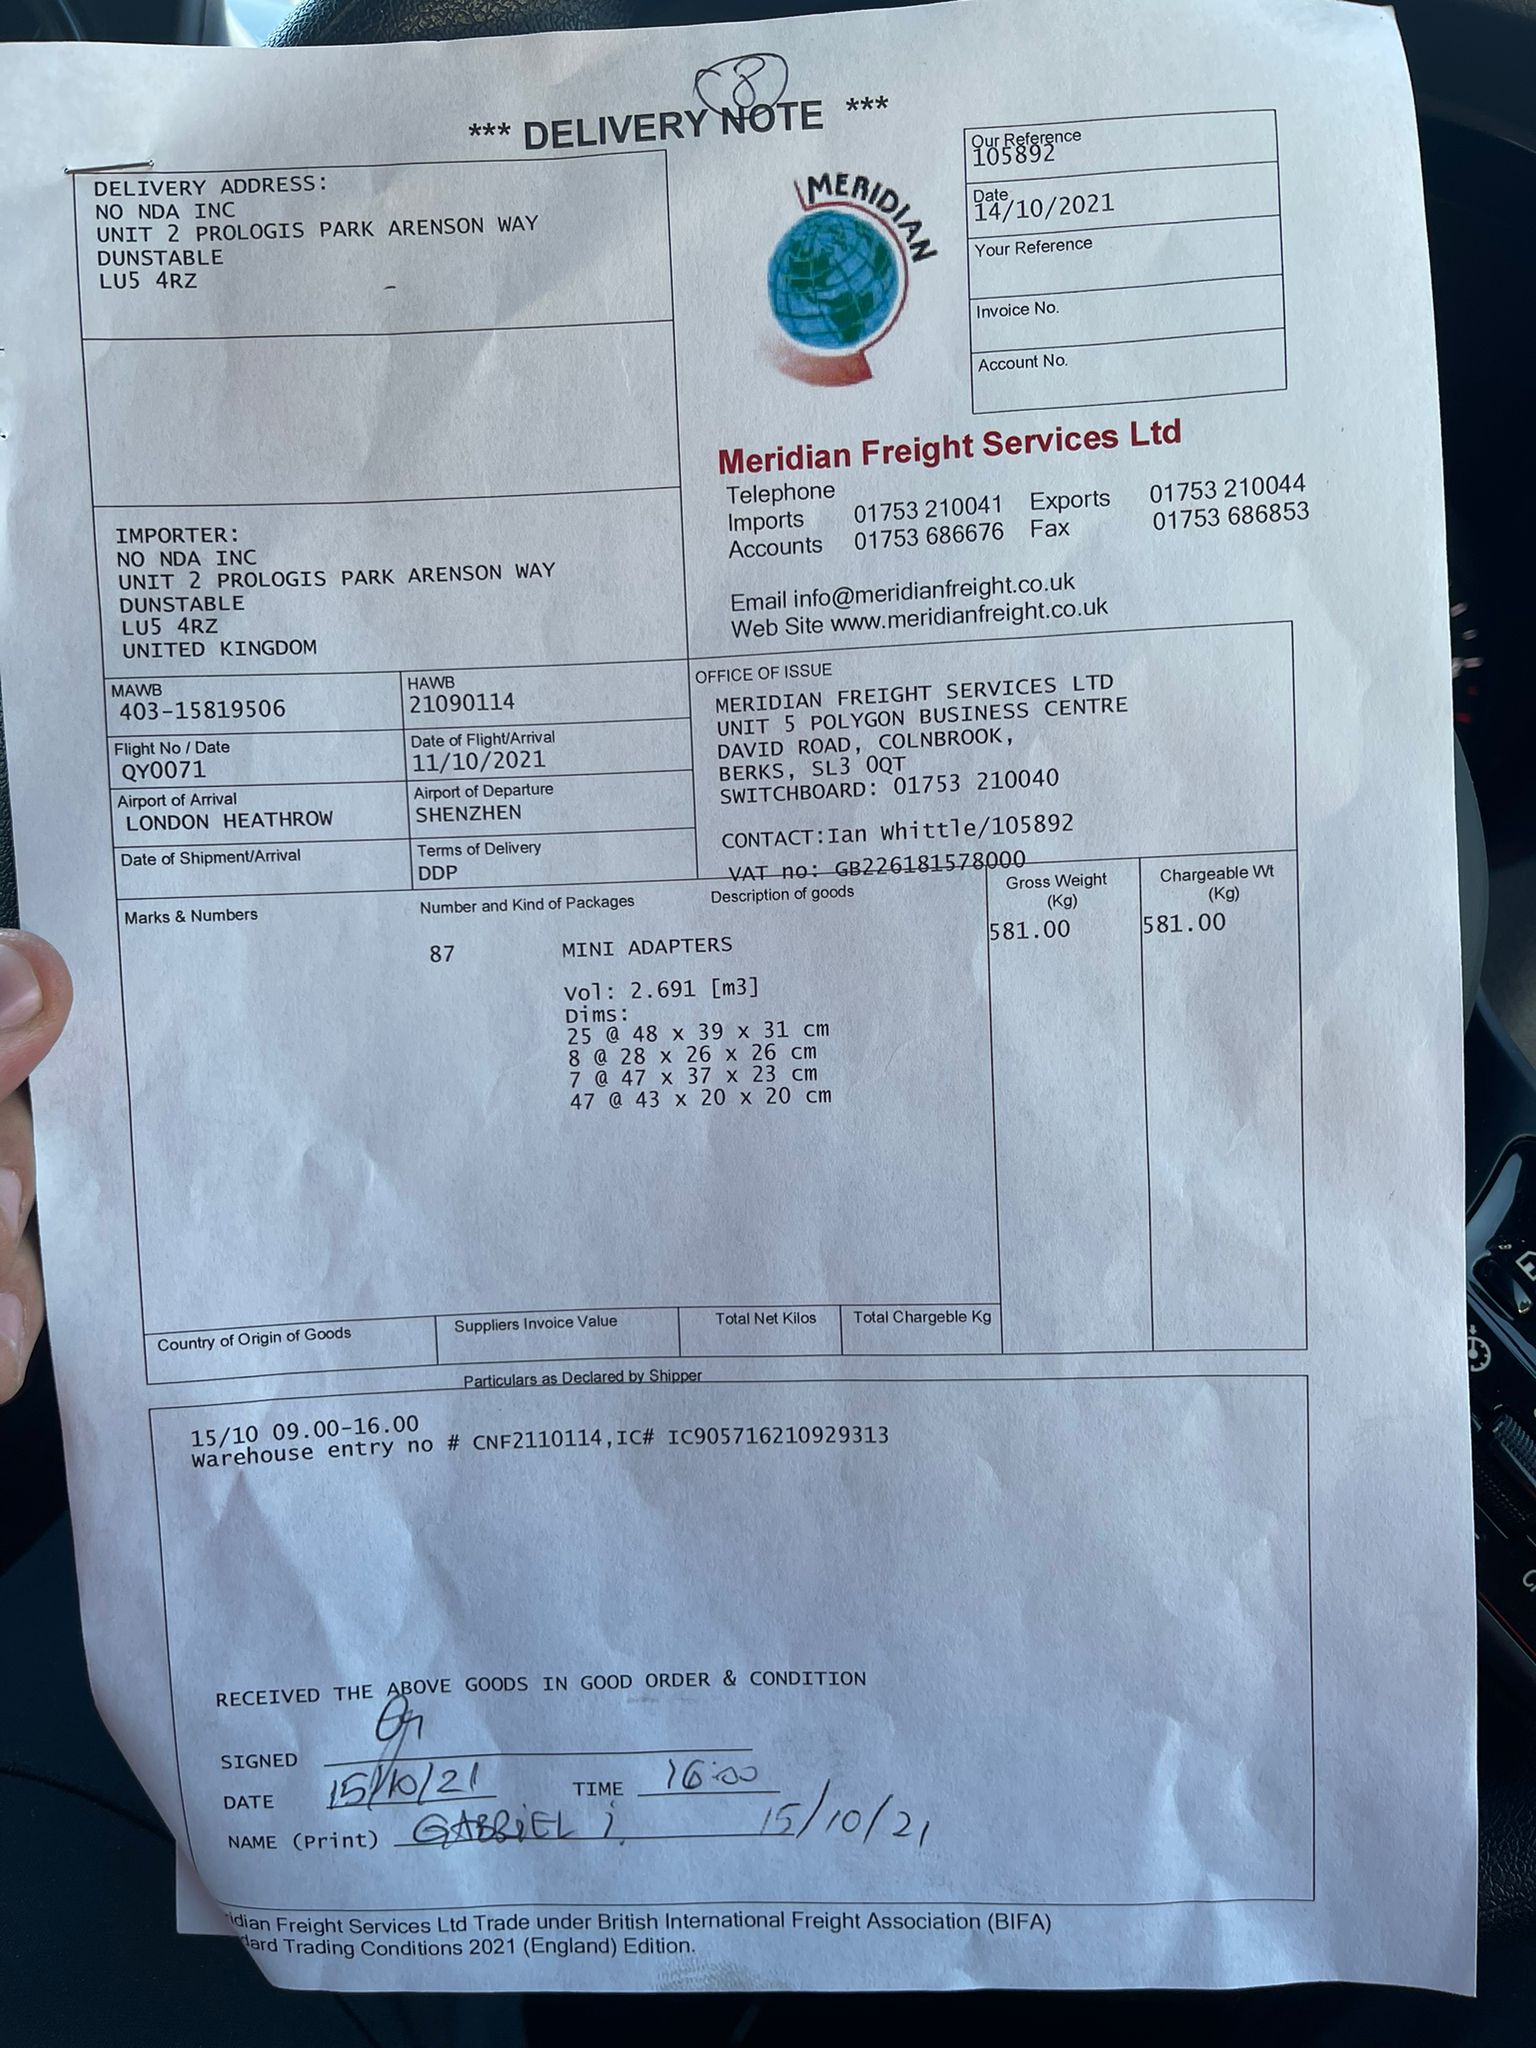 8
*** DELIVERY NOTE ***
DELIVERY ADDRESS:
NO NDA INC
UNIT 2 PROLOGIS PARK ARENSON WAY
DUNSTABLE
LU5 4RZ
MERIDIAN
Our Reference
105892
Date
14/10/2021
Your Reference
Invoice No.
Account No.
Meridian Freight Services Ltd
Telephone
Imports 01753 210041 Exports 01753 210044
Accounts 01753 686676 Fax 01753 686853
Email info@meridianfreight.co.uk
Web Site www.meridianfreight.co.uk
IMPORTER:
NO NDA INC
UNIT 2 PROLOGIS PARK ARENSON WAY
DUNSTABLE
LU5 4RZ
UNITED KINGDOM
MAWB HAWB
403-15819506 21090114
Flight No / Date Date of Flight/Arrival
QY0071 11/10/2021
Airport of Arrival Airport of Departure
LONDON HEATHROW SHENZHEN
Date of Shipment/Arrival Terms of Delivery
DDP
OFFICE OF ISSUE
MERIDIAN FREIGHT SERVICES LTD
UNIT 5 POLYGON BUSINESS CENTRE
DAVID ROAD, COLNBROOK,
BERKS, SL3 0QT
SWITCHBOARD: 01753 210040
CONTACT:Ian Whittle/105892
VAT no: GB226181578000
Marks & Numbers Number and Kind of Packages Description of goods Gross Weight (Kg) Chargeable Wt (Kg)
87 MINI ADAPTERS 581.00 581.00
Vol: 2.691 [m3]
Dims:
25 @ 48 x 39 x 31 cm
8 @ 28 x 26 x 26 cm
7 @ 47 x 37 x 23 cm
47 @ 43 x 20 x 20 cm
Country of Origin of Goods Suppliers Invoice Value Total Net Kilos Total Chargeble Kg
Particulars as Declared by Shipper
15/10 09.00-16.00
Warehouse entry no # CNF2110114,IC# IC905716210929313
RECEIVED THE ABOVE GOODS IN GOOD ORDER & CONDITION
SIGNED
DATE 15/10/21 TIME 16:00
NAME (Print) GABRIEL i. 15/10/21
idian Freight Services Ltd Trade under British International Freight Association (BIFA)
dard Trading Conditions 2021 (England) Edition.